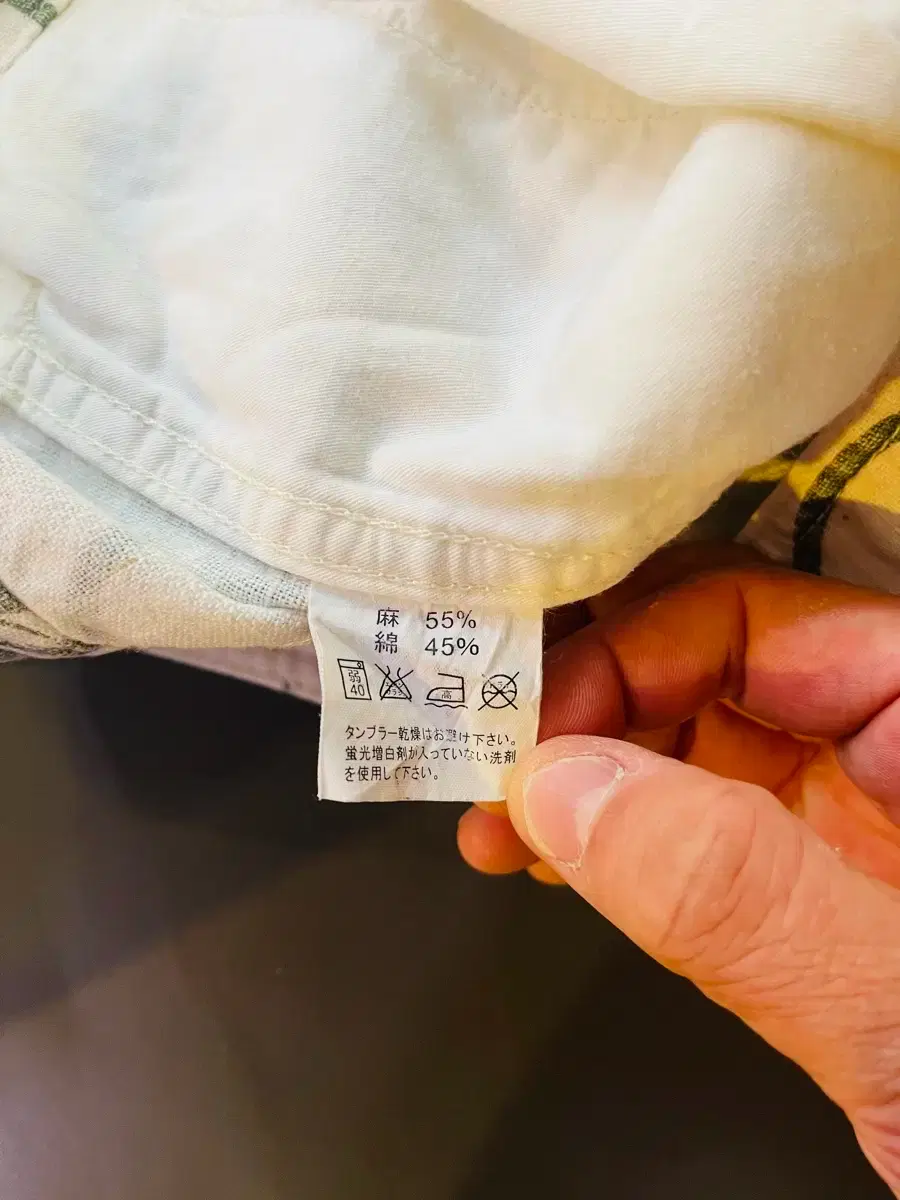 麻 55%
綿 45%
弱
40
高
タンブラー乾燥はお避け下さい。
蛍光増白剤が入っていない洗剤
を使用して下さい。